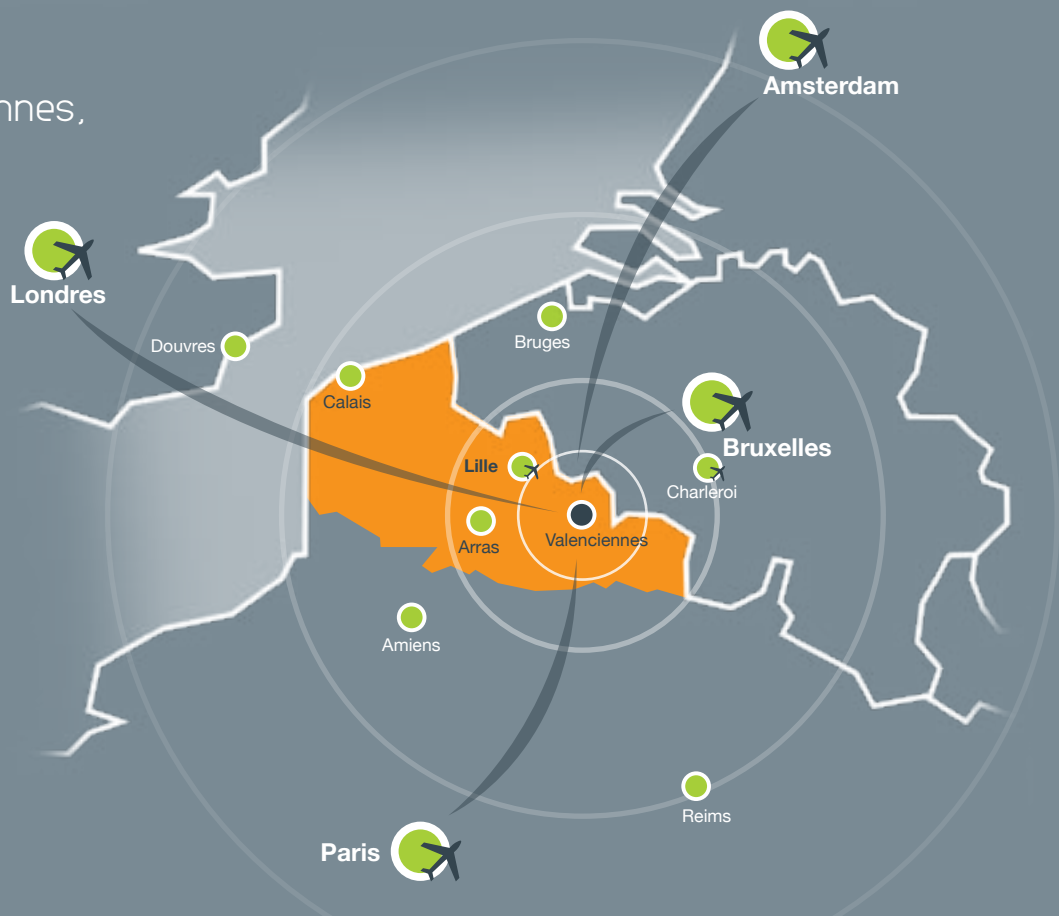 Amsterdam
nnes,
Londres
Douvres
Bruges
Calais
Bruxelles
Lille
Charleroi
Valenciennes
Arras
Amiens
Reims
Paris